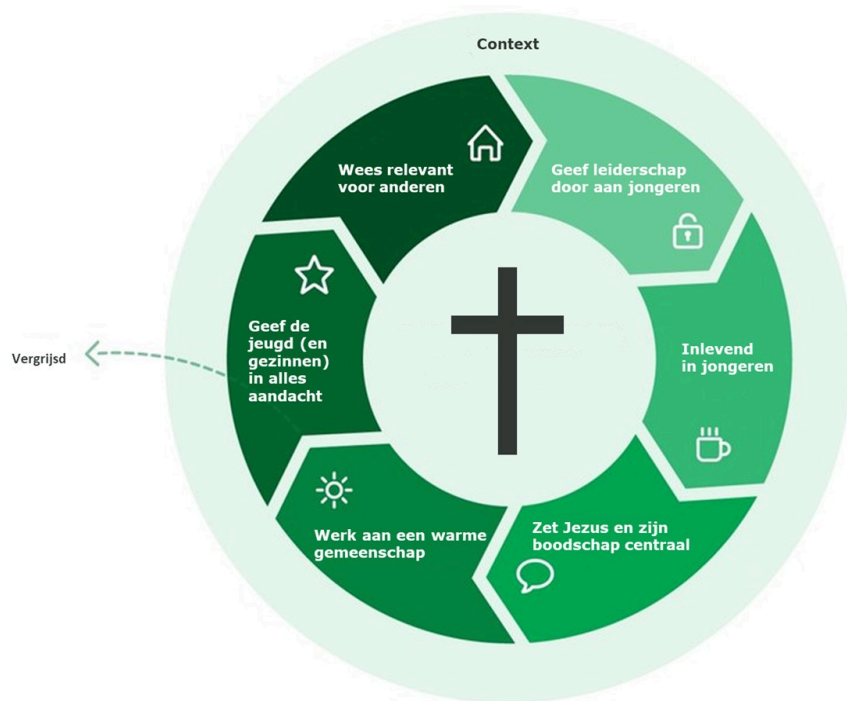 Context
Geef leiderschap
door aan jongeren
Inlevend
in jongeren
Zet Jezus en zijn
boodschap centraal
Werk aan een warme
gemeenschap
Geef de
jeugd (en
gezinnen)
in alles
aandacht
Wees relevant
voor anderen
Vergrijsd